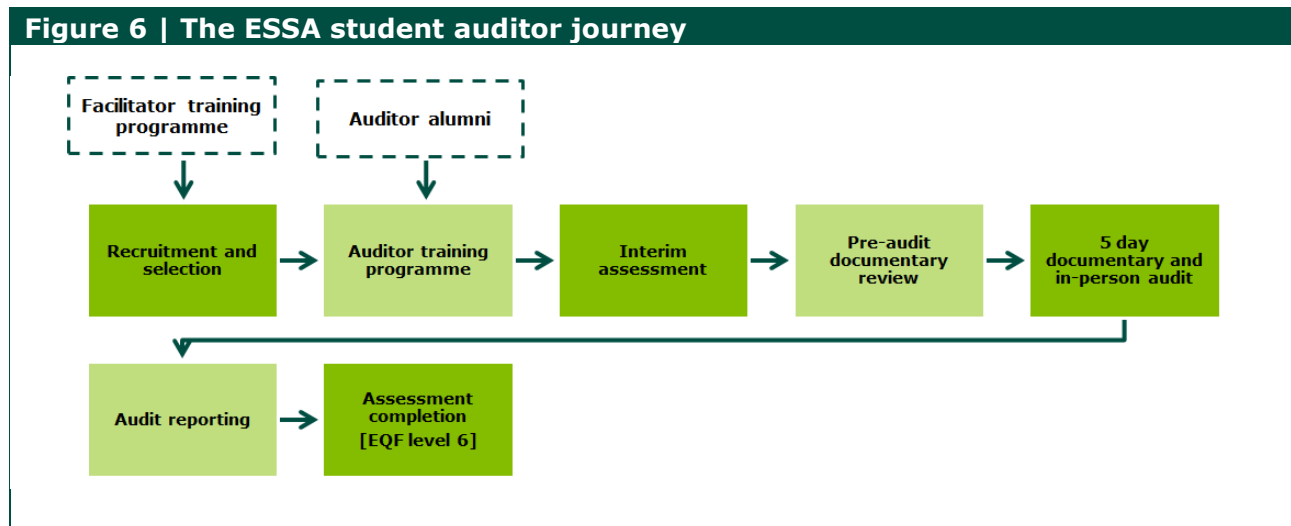 Figure 6 | The ESSA student auditor journey
Facilitator training
programme
Auditor alumni
Recruitment and
selection
Auditor training
programme
Interim
assessment
Pre-audit
documentary
review
5 day
documentary and
in-person audit
Audit reporting
Assessment
completion
[EQF level 6]